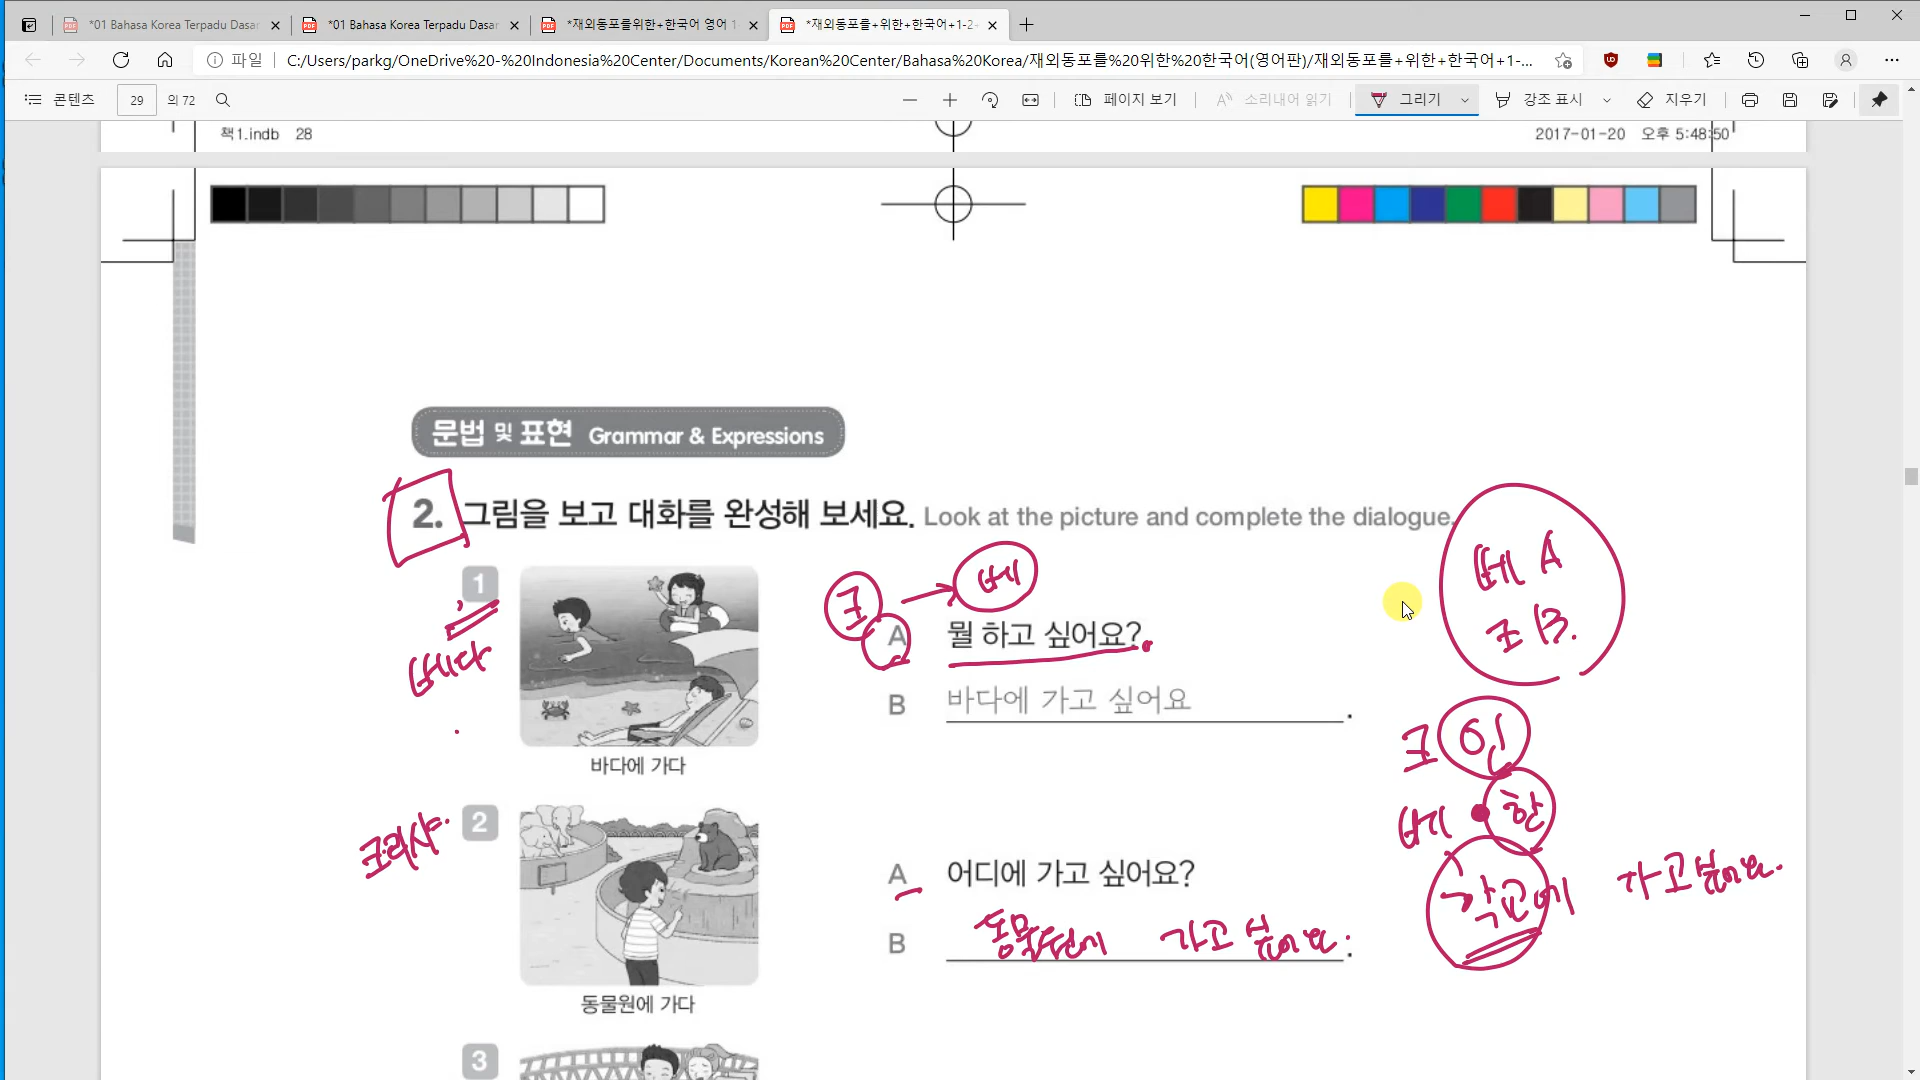 *01 Bahasa Korea Terpadu Dasar
*01 Bahasa Korea Terpadu Dasar
*재외동포를위한+한국어 영어 1
*재외동포를+위한+한국어+1-2-
파일 C:/Users/parkg/OneDrive%20-%20Indonesia%20Center/Documents/Korean%20Center/Bahasa%20Korea/재외동포를%20위한%20한국어(영어판)/재외동포를+위한+한국어+1-...
콘텐츠 29 의 72 페이지 보기 소리내어 읽기 그리기 강조 표시 지우기
책1.indb 28
2017-01-20 오후 5:48:50
문법 및 표현 Grammar & Expressions
2. 그림을 보고 대화를 완성해 보세요. Look at the picture and complete the dialogue.
1
베다
바다에 가다
크 → 베
A 뭘 하고 싶어요?
B 바다에 가고 싶어요.
베 A
크 인
베 한
가고 싶어요.
2
동물원에 가다
A 어디에 가고 싶어요?
B 동물원에 가고 싶어요.
3